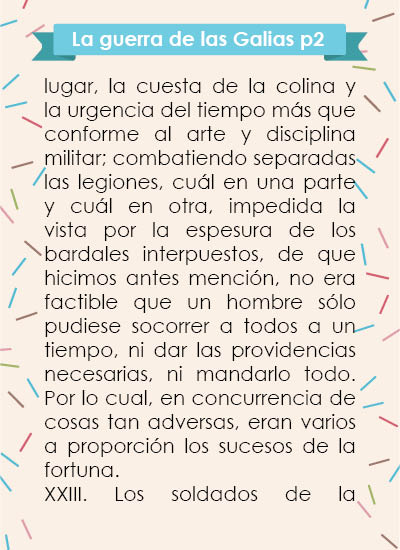 La guerra de las Galias p2
lugar, la cuesta de la colina y
la urgencia del tiempo más que
conforme al arte y disciplina
militar; combatiendo separadas
las legiones, cuál en una parte
y cuál en otra, impedida la
vista por la espesura de los
bardales interpuestos, de que
hicimos antes mención, no era
factible que un hombre sólo
pudiese socorrer a todos a un
tiempo, ni dar las providencias
necesarias, ni mandarlo todo.
Por lo cual, en concurrencia de
cosas tan adversas, eran varios
a proporción los sucesos de la
fortuna.
XXIII. Los soldados de la